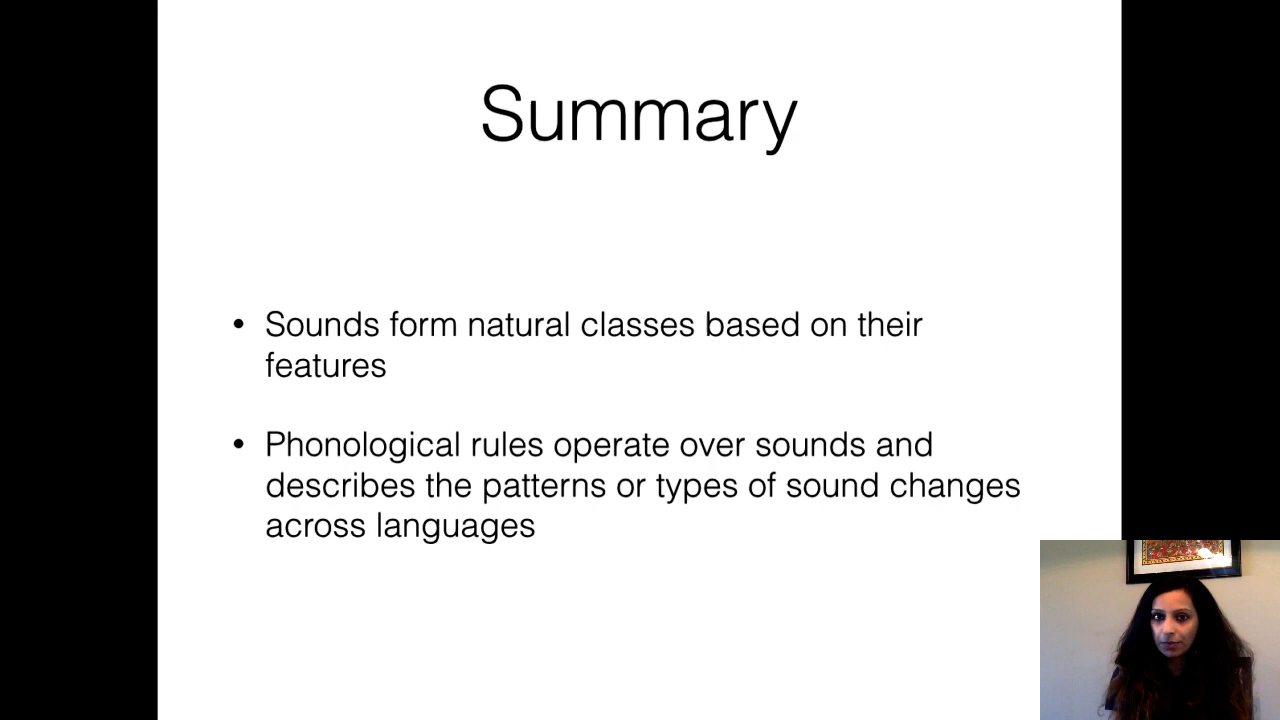 Summary
• Sounds form natural classes based on their
features
• Phonological rules operate over sounds and
describes the patterns or types of sound changes
across languages